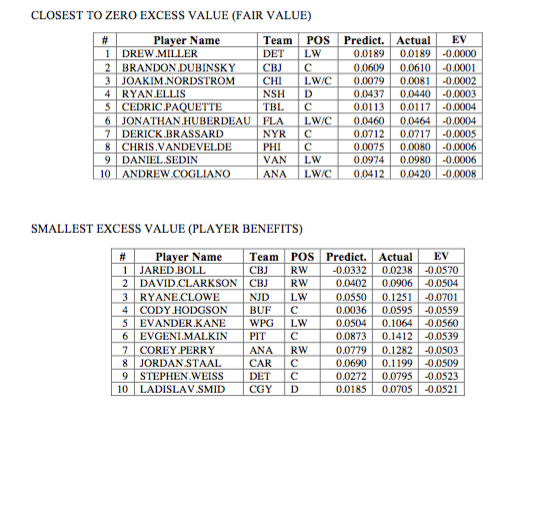 CLOSEST TO ZERO EXCESS VALUE (FAIR VALUE)
# Player Name Team POS Predict. Actual EV
1 DREW.MILLER DET LW 0.0189 0.0189 -0.0000
2 BRANDON.DUBINSKY CBJ C 0.0609 0.0610 -0.0001
3 JOAKIM.NORDSTROM CHI LW/C 0.0079 0.0081 -0.0002
4 RYAN.ELLIS NSH D 0.0437 0.0440 -0.0003
5 CEDRIC.PAQUETTE TBL C 0.0113 0.0117 -0.0004
6 JONATHAN.HUBERDEAU FLA LW/C 0.0460 0.0464 -0.0004
7 DERICK.BRASSARD NYR C 0.0712 0.0717 -0.0005
8 CHRIS.VANDEVELDE PHI C 0.0075 0.0080 -0.0006
9 DANIEL.SEDIN VAN LW 0.0974 0.0980 -0.0006
10 ANDREW.COGLIANO ANA LW/C 0.0412 0.0420 -0.0008
SMALLEST EXCESS VALUE (PLAYER BENEFITS)
# Player Name Team POS Predict. Actual EV
1 JARED.BOLL CBJ RW -0.0332 0.0238 -0.0570
2 DAVID.CLARKSON CBJ RW 0.0402 0.0906 -0.0504
3 RYANE.CLOWE NJD LW 0.0550 0.1251 -0.0701
4 CODY.HODGSON BUF C 0.0036 0.0595 -0.0559
5 EVANDER.KANE WPG LW 0.0504 0.1064 -0.0560
6 EVGENI.MALKIN PIT C 0.0873 0.1412 -0.0539
7 COREY.PERRY ANA RW 0.0779 0.1282 -0.0503
8 JORDAN.STAAL CAR C 0.0690 0.1199 -0.0509
9 STEPHEN.WEISS DET C 0.0272 0.0795 -0.0523
10 LADISLAV.SMID CGY D 0.0185 0.0705 -0.0521